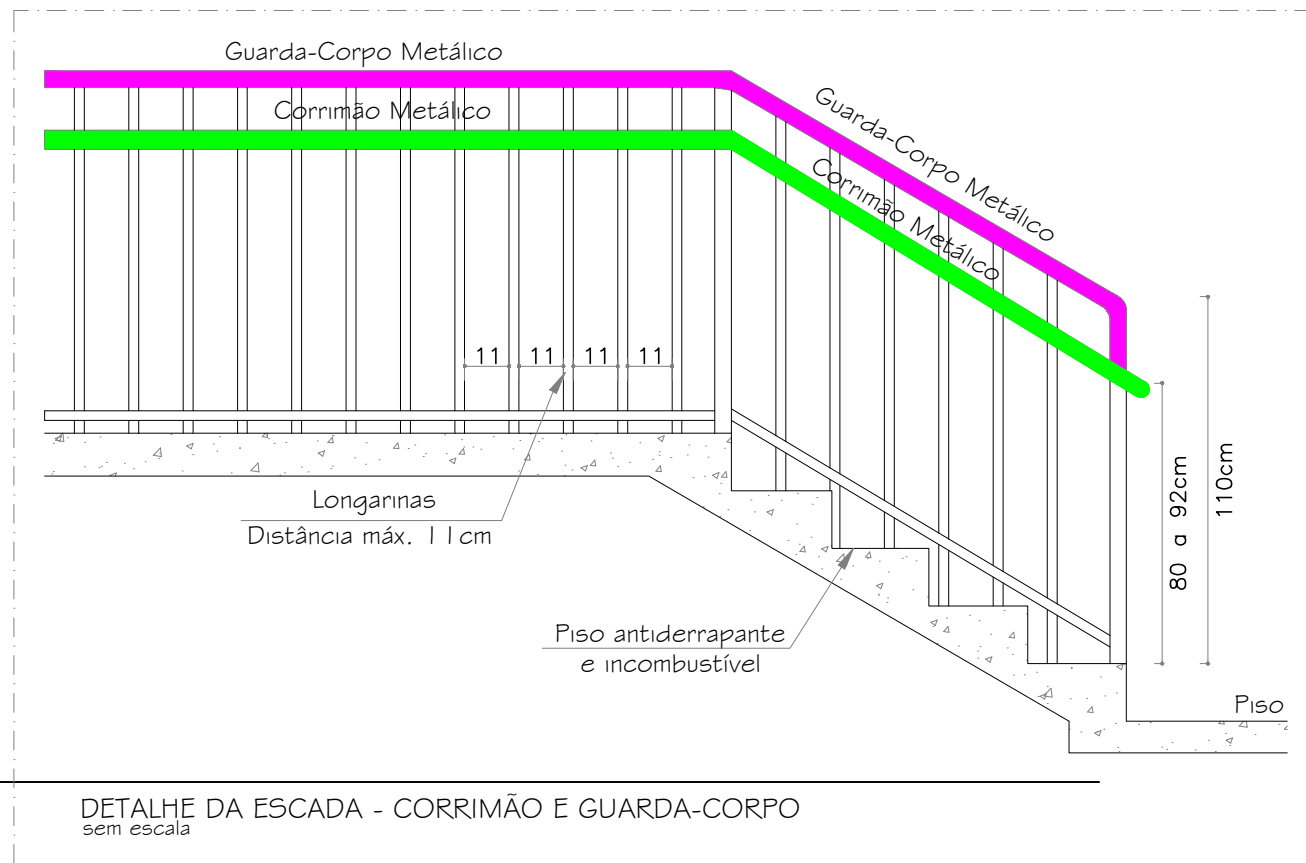 Guarda-Corpo Metálico
Corrimão Metálico
Guarda-Corpo Metálico
Corrimão Metálico
11
11
11
11
Longarinas
Distância máx. 11cm
Piso antiderrapante
e incombustível
80 a 92cm
110cm
Piso
DETALHE DA ESCADA - CORRIMÃO E GUARDA-CORPO
sem escala